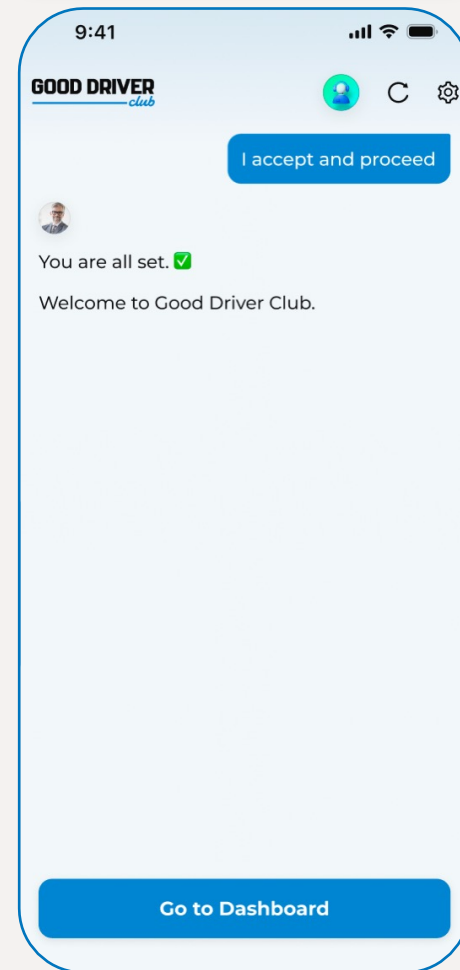 9:41
GOOD DRIVER
club
I accept and proceed
You are all set. ✅
Welcome to Good Driver Club.
Go to Dashboard